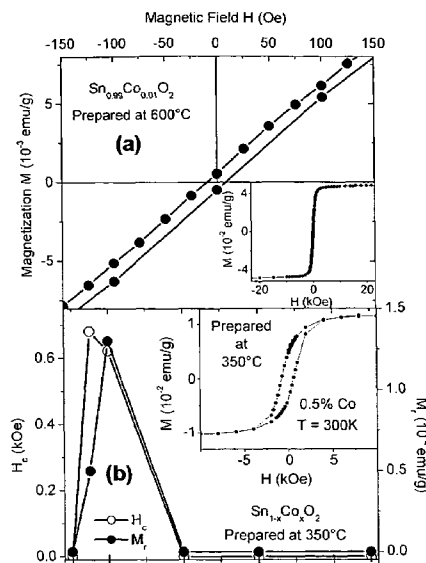 Magnetic Field H (Oe)
-150 -100 -50 0 50 100 150
Sn0.99Co0.01O2
Prepared at 600°C
(a)
Magnetization M (10⁻³ emu/g)
5
0
-5
M (10⁻² emu/g)
4
0
-4
-20 0 20
H (kOe)
Hc (kOe)
0.6
0.3
0.0
Prepared
at
350°C
0.5% Co
T = 300K
M (10⁻² emu/g)
1
0
-1
-5 0 5
H (kOe)
1.5
1.0
0.5
0.0
(b)
Hc
Mr
Sn1-xCoxO2
Prepared at 350°C